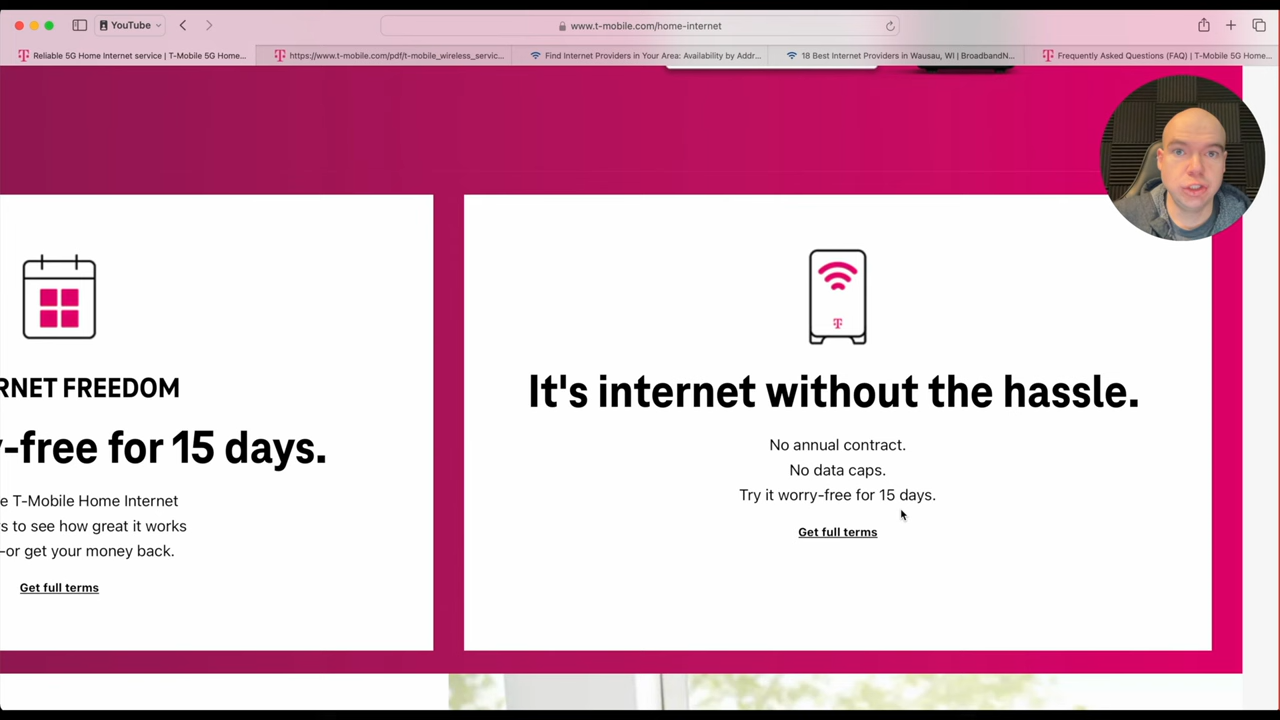 YouTube
www.t-mobile.com/home-internet
Reliable 5G Home Internet service | T-Mobile 5G Home...
https://www.t-mobile.com/pdf/t-mobile_wireless_servic...
Find Internet Providers in Your Area: Availability by Addr...
18 Best Internet Providers in Wausau, WI | BroadbandN...
Frequently Asked Questions (FAQ) | T-Mobile 5G Home...
RNET FREEDOM
y-free for 15 days.
e T-Mobile Home Internet
s to see how great it works
-or get your money back.
Get full terms
T
It's internet without the hassle.
No annual contract.
No data caps.
Try it worry-free for 15 days.
Get full terms